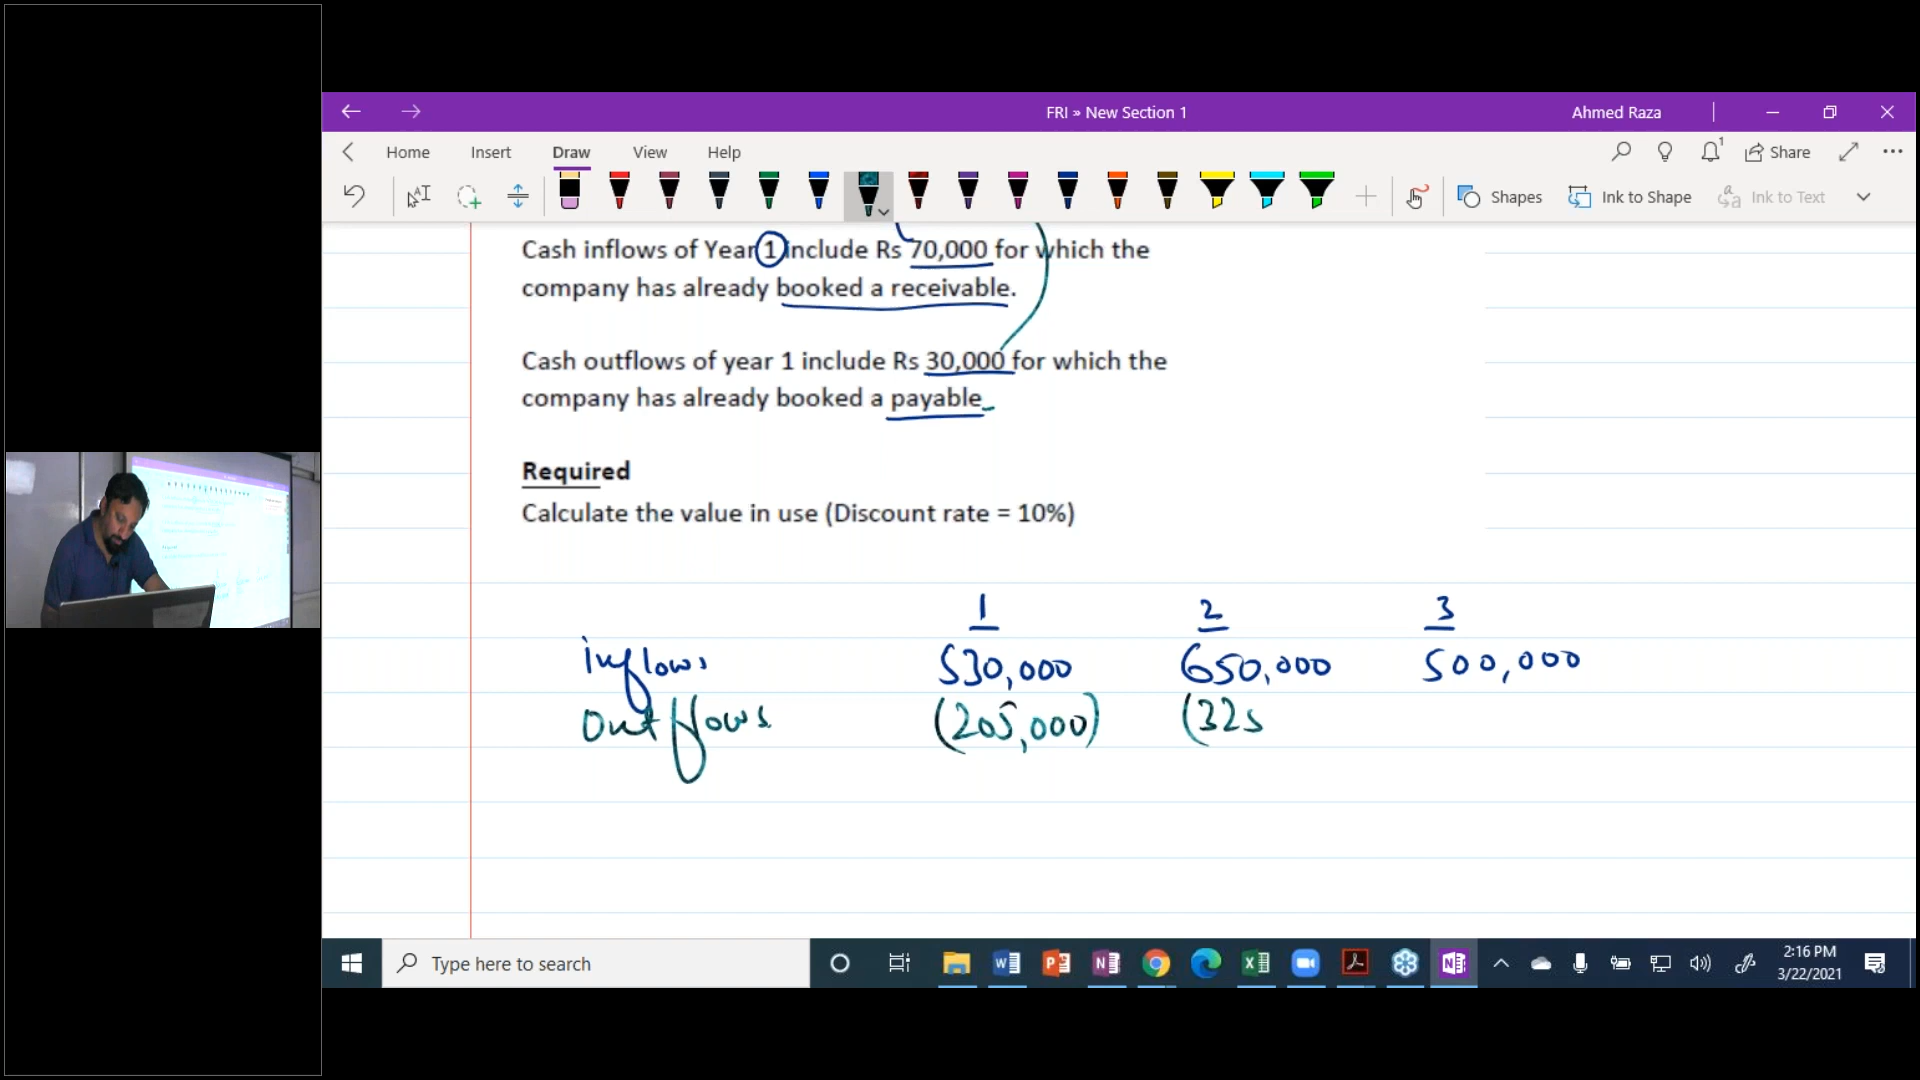 FRI » New Section 1
Ahmed Raza
Home Insert Draw View Help
Share
Shapes Ink to Shape Ink to Text
Cash inflows of Year 1 include Rs 70,000 for which the
company has already booked a receivable.
Cash outflows of year 1 include Rs 30,000 for which the
company has already booked a payable
Required
Calculate the value in use (Discount rate = 10%)
1 2 3
inflows 530,000 650,000 500,000
outflows (205,000) (325
Type here to search
2:16 PM
3/22/2021